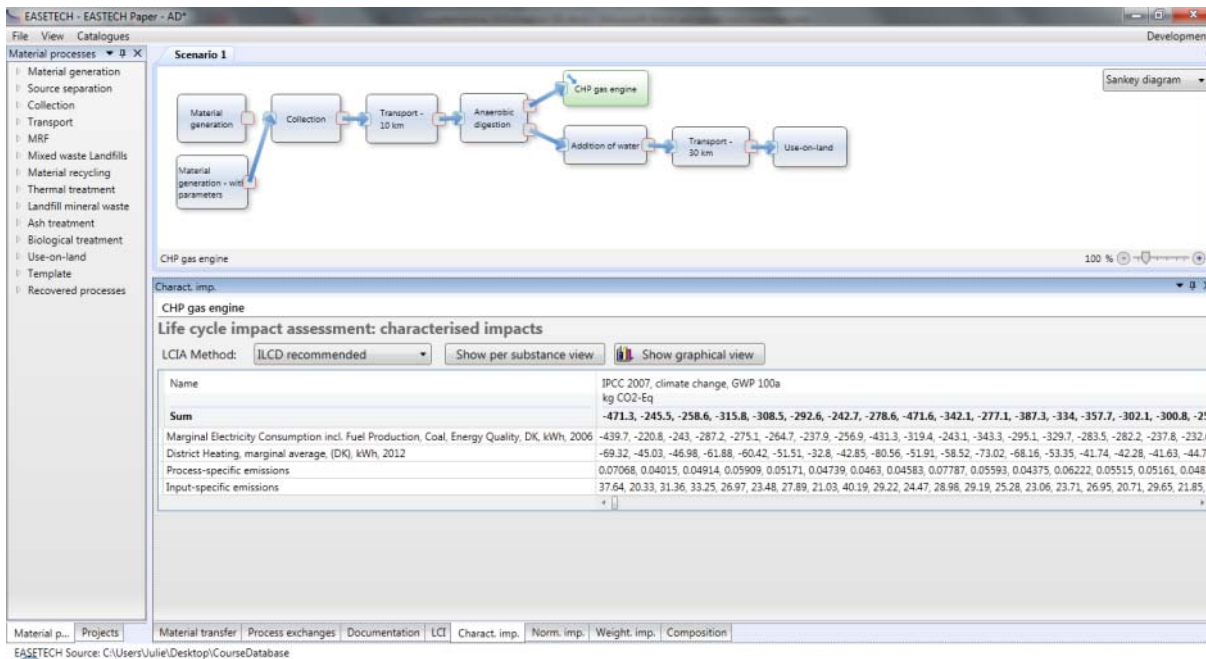 EASETECH - EASTECH Paper - AD*
File View Catalogues
Development
Material processes
Scenario 1
Material generation
Source separation
Collection
Transport
MRF
Mixed waste Landfills
Material recycling
Thermal treatment
Landfill mineral waste
Ash treatment
Biological treatment
Use-on-land
Template
Recovered processes
Sankey diagram
Material
generation
Material
generation - with
parameters
Collection
Transport -
10 km
Anaerobic
digestion
CHP gas engine
Addition of water
Transport -
30 km
Use-on-land
CHP gas engine
100 %
Charact. imp.
CHP gas engine
Life cycle impact assessment: characterised impacts
LCIA Method: ILCD recommended Show per substance view Show graphical view
Name IPCC 2007, climate change, GWP 100a
kg CO2-Eq
Sum -471.3, -245.5, -258.6, -315.8, -308.5, -292.6, -242.7, -278.6, -471.6, -342.1, -277.1, -387.3, -334, -357.7, -302.1, -300.8, -25
Marginal Electricity Consumption incl. Fuel Production, Coal, Energy Quality, DK, kWh, 2006 -439.7, -220.8, -243, -287.2, -275.1, -264.7, -237.9, -256.9, -431.3, -319.4, -243.1, -343.3, -295.1, -329.7, -283.5, -282.2, -237.8, -232.
District Heating, marginal average, (DK), kWh, 2012 -69.32, -45.03, -46.98, -61.88, -60.42, -51.51, -32.8, -42.85, -80.56, -51.91, -58.52, -73.02, -68.16, -53.35, -41.74, -42.28, -41.63, -44.7
Process-specific emissions 0.07068, 0.04015, 0.04914, 0.05909, 0.05171, 0.04739, 0.0463, 0.04583, 0.07787, 0.05593, 0.04375, 0.06222, 0.05515, 0.05161, 0.048
Input-specific emissions 37.64, 20.33, 31.36, 33.25, 26.97, 23.48, 27.89, 21.03, 40.19, 29.22, 24.47, 28.98, 29.19, 25.28, 23.06, 23.71, 26.95, 20.71, 29.65, 21.85,
Material p... Projects
Material transfer Process exchanges Documentation LCI Charact. imp. Norm. imp. Weight. imp. Composition
EASETECH Source: C:\Users\Julie\Desktop\CourseDatabase